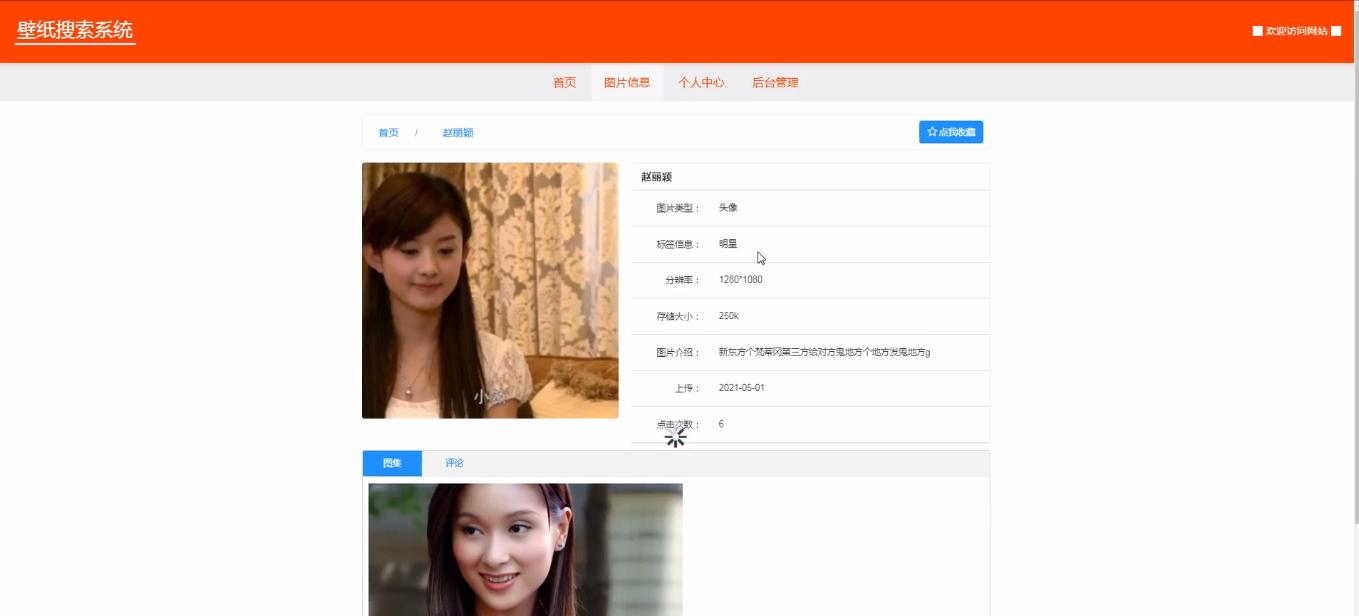 壁纸搜索系统
欢迎访问网站
首页 图片信息 个人中心 后台管理
首页 / 赵丽颖
点我收藏
赵丽颖
图片类型： 头像
标签信息： 明星
分辨率： 1280*1080
存储大小： 250k
图片介绍： 新东方个梵蒂冈第三方给对方鬼地方个地方发鬼地方g
上传： 2021-05-01
点击次数： 6
图集 评论